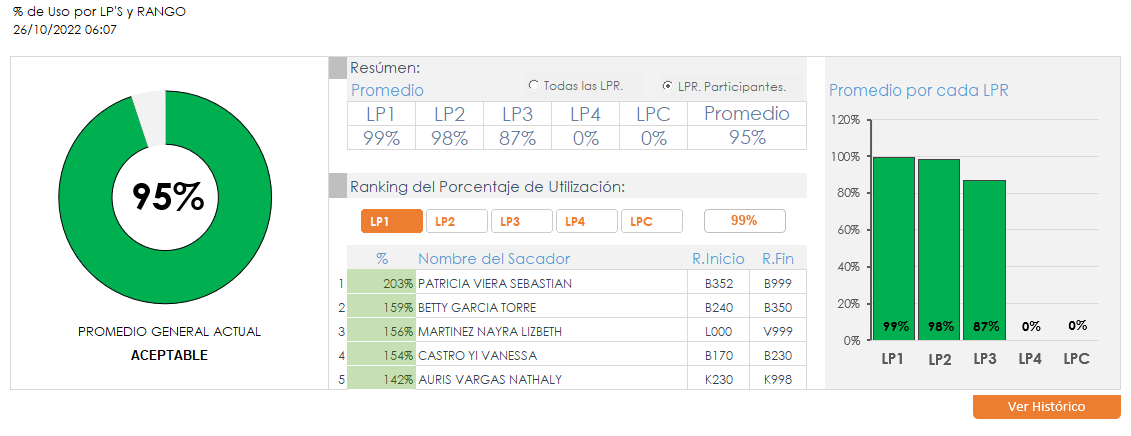 % de Uso por LP'S y RANGO
26/10/2022 06:07
95%
PROMEDIO GENERAL ACTUAL
ACEPTABLE
Resúmen:
Promedio
Todas las LPR.
LPR. Participantes.
LP1 LP2 LP3 LP4 LPC Promedio
99% 98% 87% 0% 0% 95%
Ranking del Porcentaje de Utilización:
LP1 LP2 LP3 LP4 LPC 99%
% Nombre del Sacador R.Inicio R.Fin
1 203% PATRICIA VIERA SEBASTIAN B352 B999
2 159% BETTY GARCIA TORRE B240 B350
3 156% MARTINEZ NAYRA LIZBETH L000 V999
4 154% CASTRO YI VANESSA B170 B230
5 142% AURIS VARGAS NATHALY K230 K998
Promedio por cada LPR
120%
100%
80%
60%
40%
20%
0%
99% 98% 87% 0% 0%
LP1 LP2 LP3 LP4 LPC
Ver Histórico